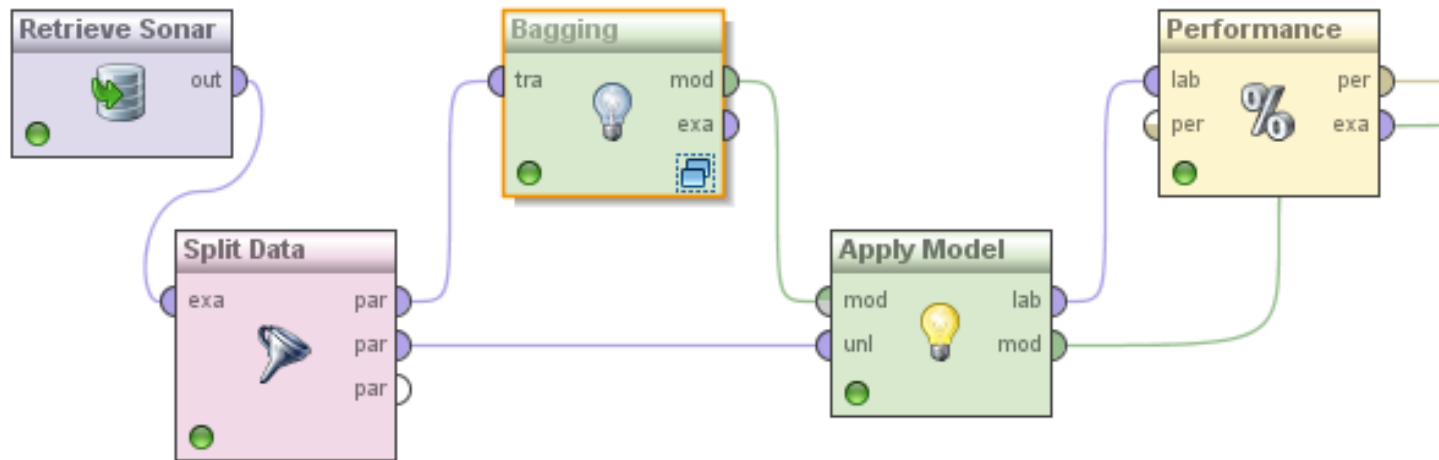 Retrieve Sonar
out
Bagging
tra
mod
exa
Performance
lab
per
per
exa
%
Split Data
exa
par
par
par
Apply Model
mod
lab
unl
mod